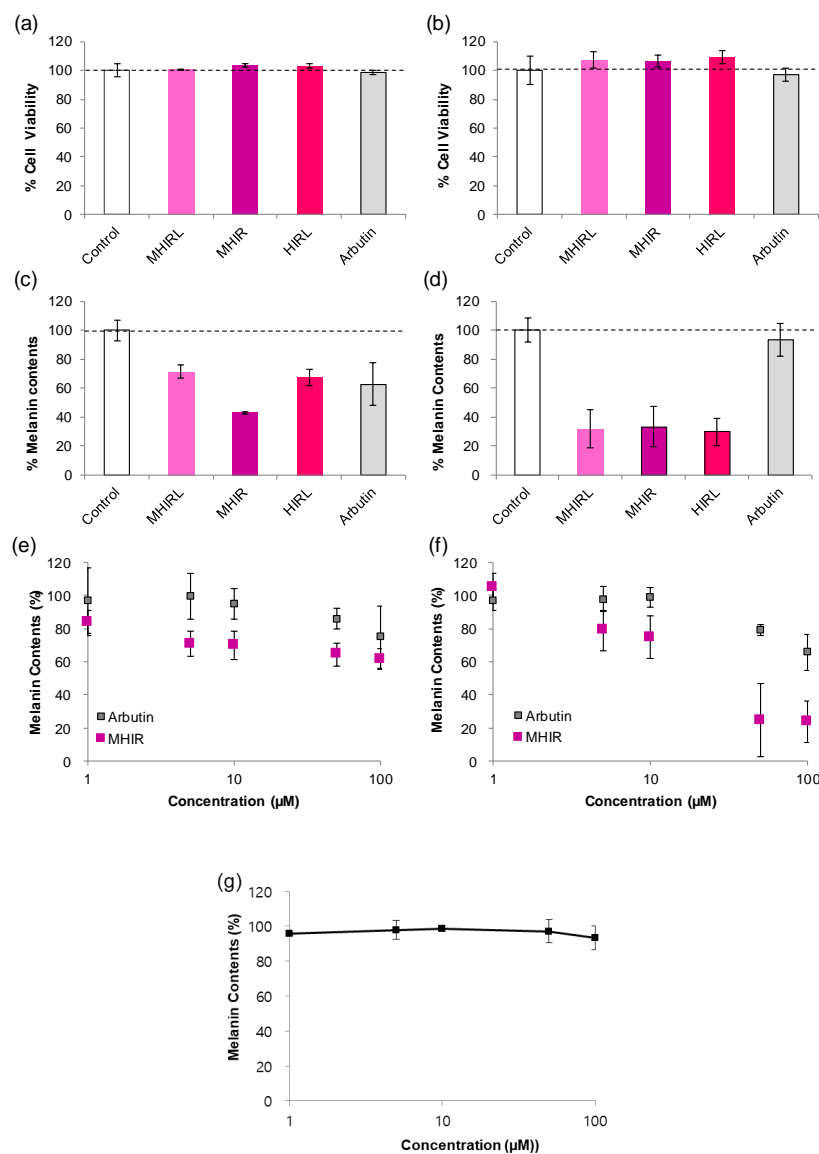 (a)
120
100
80
60
40
20
0
% Cell Viability
Control
MHIRL
MHIR
HIRL
Arbutin
(b)
120
100
80
60
40
20
0
% Cell Viability
Control
MHIRL
MHIR
HIRL
Arbutin
(c)
120
100
80
60
40
20
0
% Melanin contents
Control
MHIRL
MHIR
HIRL
Arbutin
(d)
120
100
80
60
40
20
0
% Melanin Contents
Control
MHIRL
MHIR
HIRL
Arbutin
(e)
120
100
80
60
40
20
0
Melanin Contents (%)
Arbutin
MHIR
1
10
100
Concentration (µM)
(f)
120
100
80
60
40
20
0
Melanin Contents (%)
Arbutin
MHIR
1
10
100
Concentration (µM)
(g)
120
100
80
60
40
20
0
Melanin Contents (%)
1
10
100
Concentration (µM))